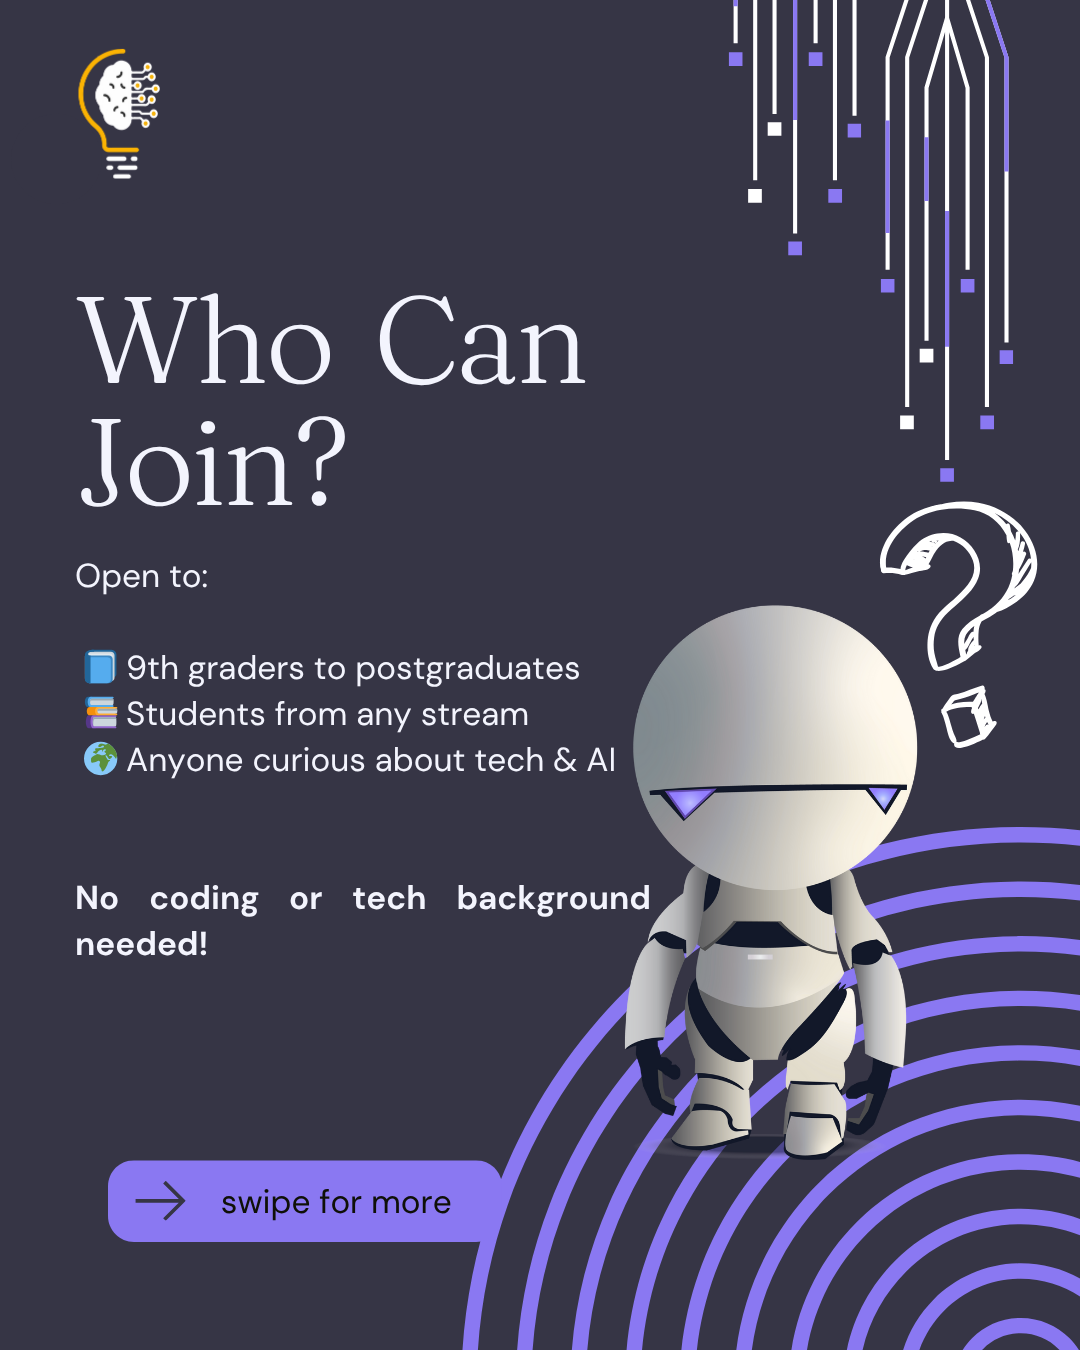 Who Can
Join?
Open to:
📘 9th graders to postgraduates
📚 Students from any stream
🌍 Anyone curious about tech & AI
No coding or tech background
needed!
swipe for more